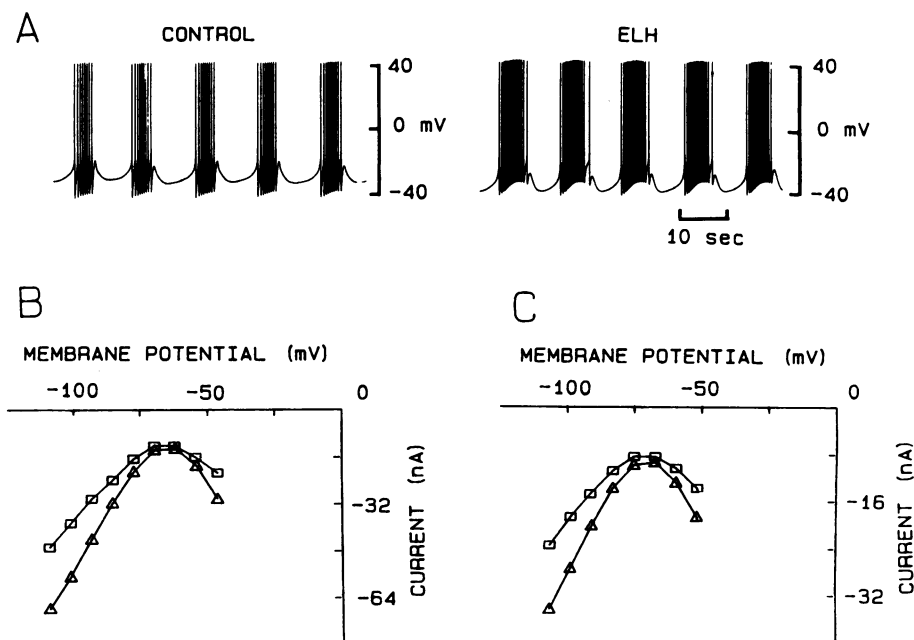 A
CONTROL
ELH
40
0 mV
-40
40
0 mV
-40
10 sec
B
C
MEMBRANE POTENTIAL (mV)
-100 -50 0
-32
-64
CURRENT (nA)
MEMBRANE POTENTIAL (mV)
-100 -50 0
-16
-32
CURRENT (nA)